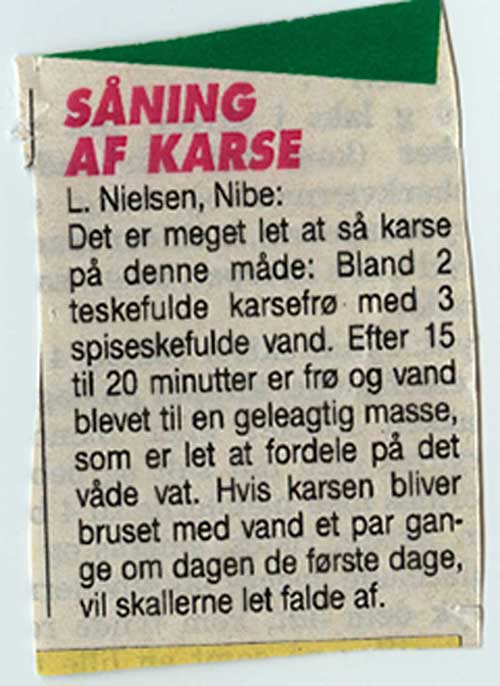 SÅNING
AF KARSE
L. Nielsen, Nibe:
Det er meget let at så karse
på denne måde: Bland 2
teskefulde karsefrø med 3
spiseskefulde vand. Efter 15
til 20 minutter er frø og vand
blevet til en geleagtig masse,
som er let at fordele på det
våde vat. Hvis karsen bliver
bruset med vand et par gan-
ge om dagen de første dage,
vil skallerne let falde af.